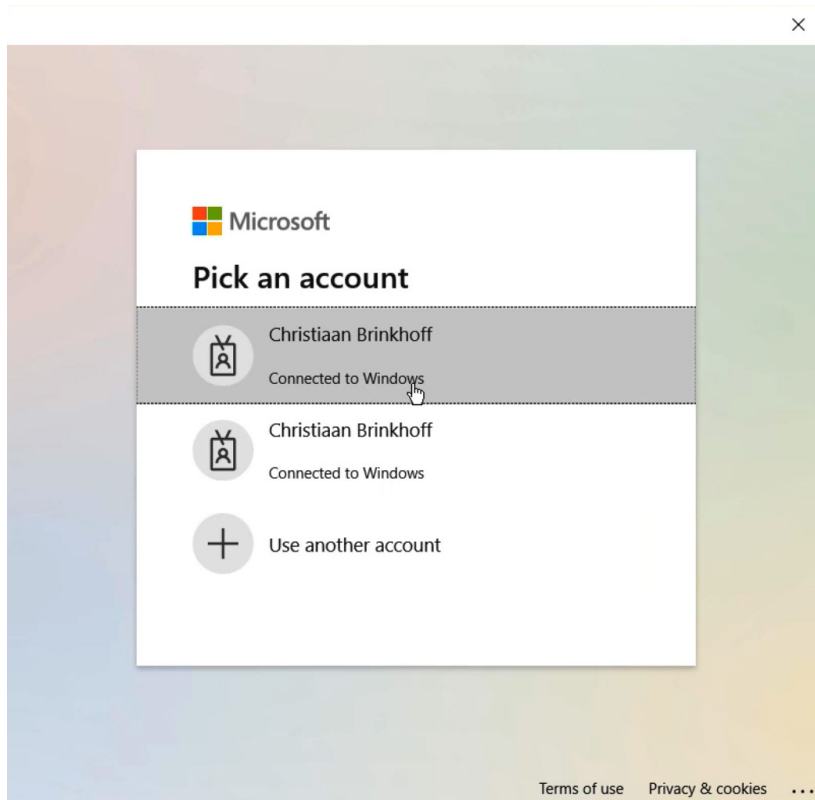 Microsoft
Pick an account
Christiaan Brinkhoff
Connected to Windows
Christiaan Brinkhoff
Connected to Windows
Use another account
Terms of use Privacy & cookies ...